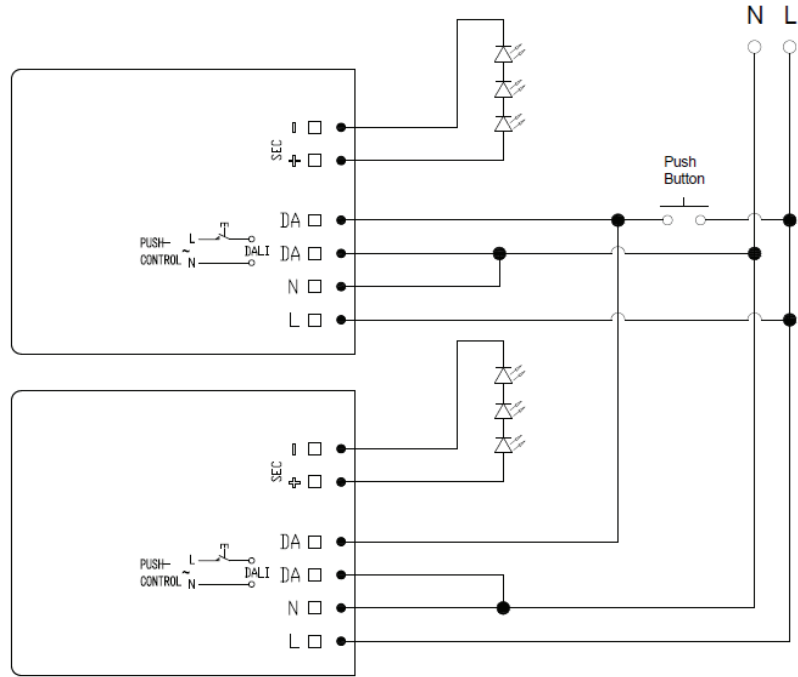 N L
SEC
Push
Button
DA
PUSH-
CONTROL ~ L N DALI
DA
N
L
SEC
DA
PUSH-
CONTROL ~ L N DALI
DA
N
L